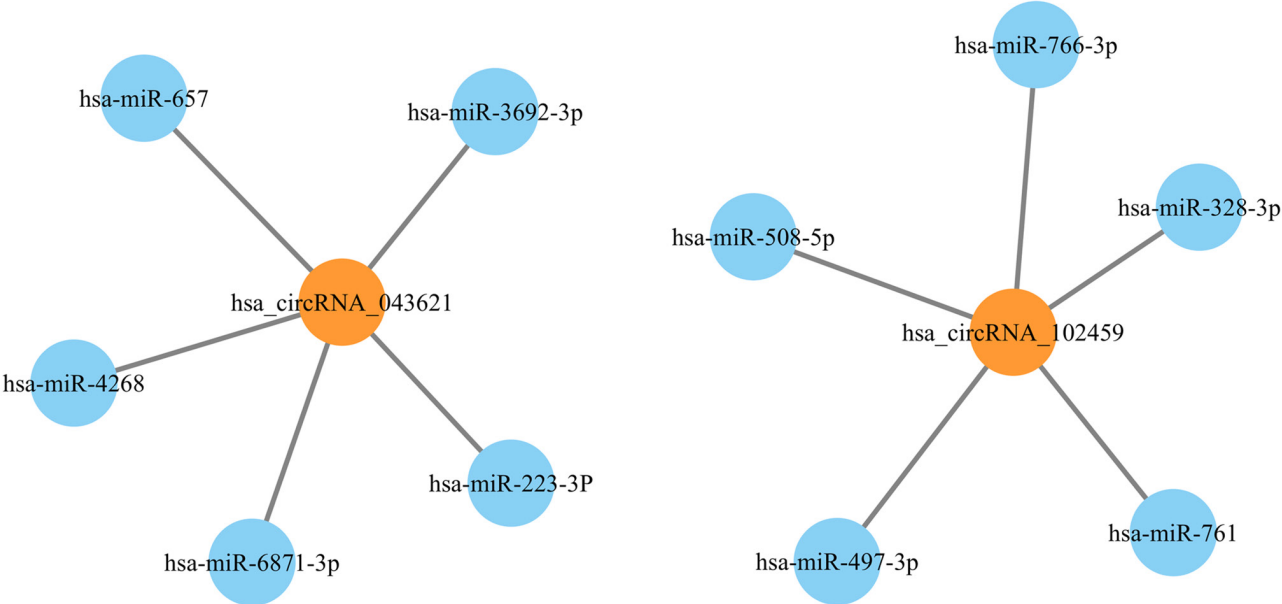 hsa-miR-657
hsa-miR-3692-3p
hsa_circRNA_043621
hsa-miR-4268
hsa-miR-223-3P
hsa-miR-6871-3p
hsa-miR-766-3p
hsa-miR-328-3p
hsa-miR-508-5p
hsa_circRNA_102459
hsa-miR-761
hsa-miR-497-3p